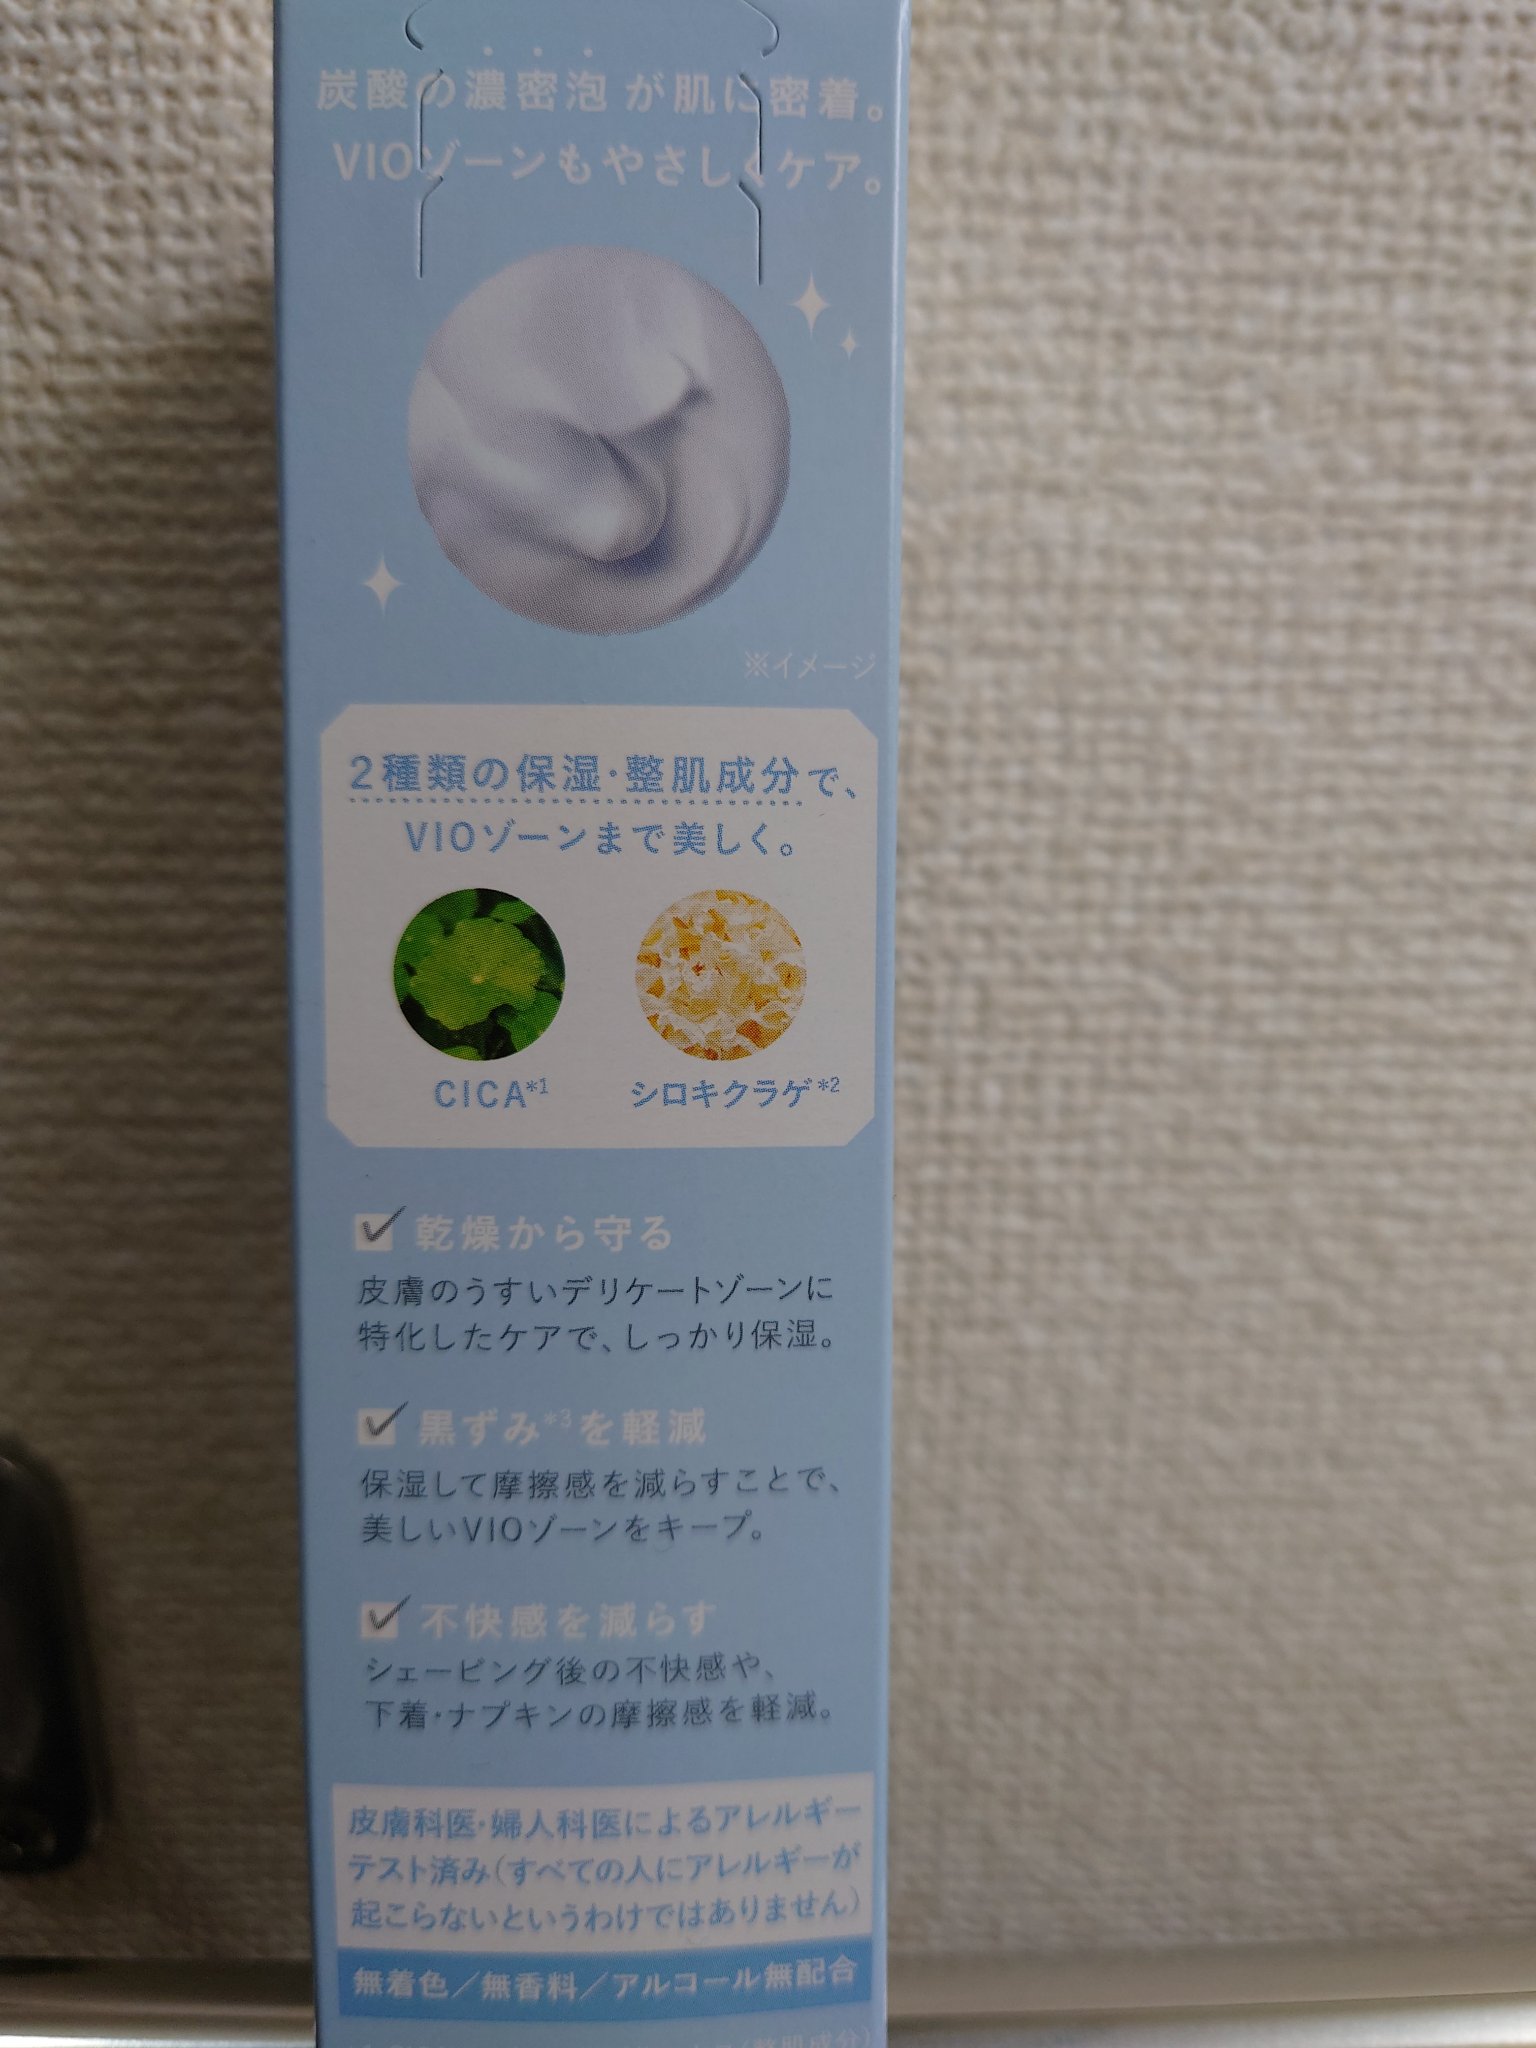 炭酸の濃密泡が肌に密着。
VIOゾーンもやさしくケア。
※イメージ
2種類の保湿・整肌成分で、
VIOゾーンまで美しく。
CICA*1 シロキクラゲ*2
乾燥から守る
皮膚のうすいデリケートゾーンに
特化したケアで、しっかり保湿。
黒ずみ*3を軽減
保湿して摩擦感を減らすことで、
美しいVIOゾーンをキープ。
不快感を減らす
シェービング後の不快感や、
下着・ナプキンの摩擦感を軽減。
皮膚科医・婦人科医によるアレルギー
テスト済み(すべての人にアレルギーが
起こらないというわけではありません)
無着色/無香料/アルコール無配合
(整肌成分)